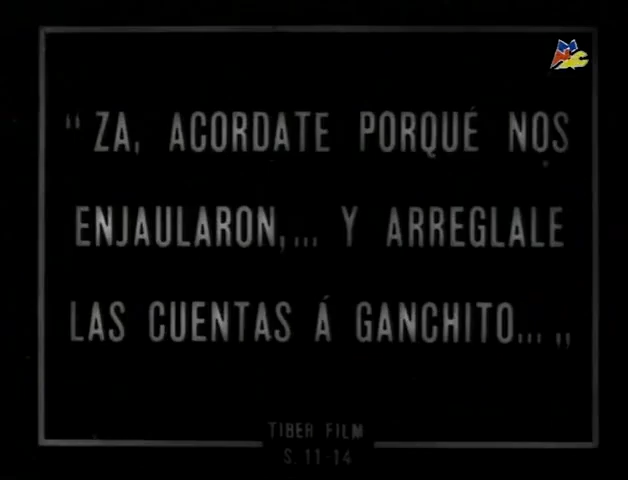 “ ZA, ACORDATE PORQUÉ NOS
ENJAULARON,... Y ARREGLALE
LAS CUENTAS Á GANCHITO... „
TIBER FILM
S. 11-14